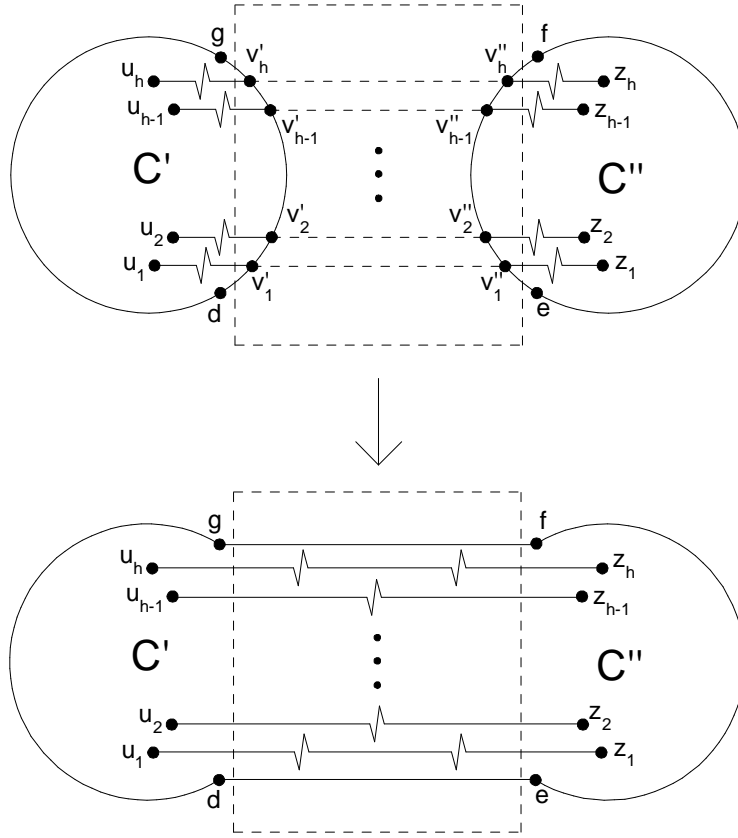 g f
u_h v'_h v''_h z_h
u_{h-1} v'_{h-1} v''_{h-1} z_{h-1}
C' C''
u_2 v'_2 v''_2 z_2
u_1 v'_1 v''_1 z_1
d e
g f
u_h z_h
u_{h-1} z_{h-1}
C' C''
u_2 z_2
u_1 z_1
d e